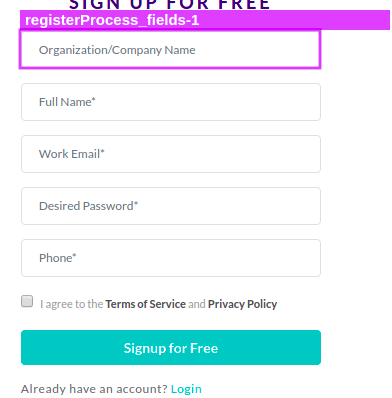 SIGN UP FOR FREE
registerProcess_fields-1
Organization/Company Name
Full Name*
Work Email*
Desired Password*
Phone*
I agree to the Terms of Service and Privacy Policy
Signup for Free
Already have an account? Login